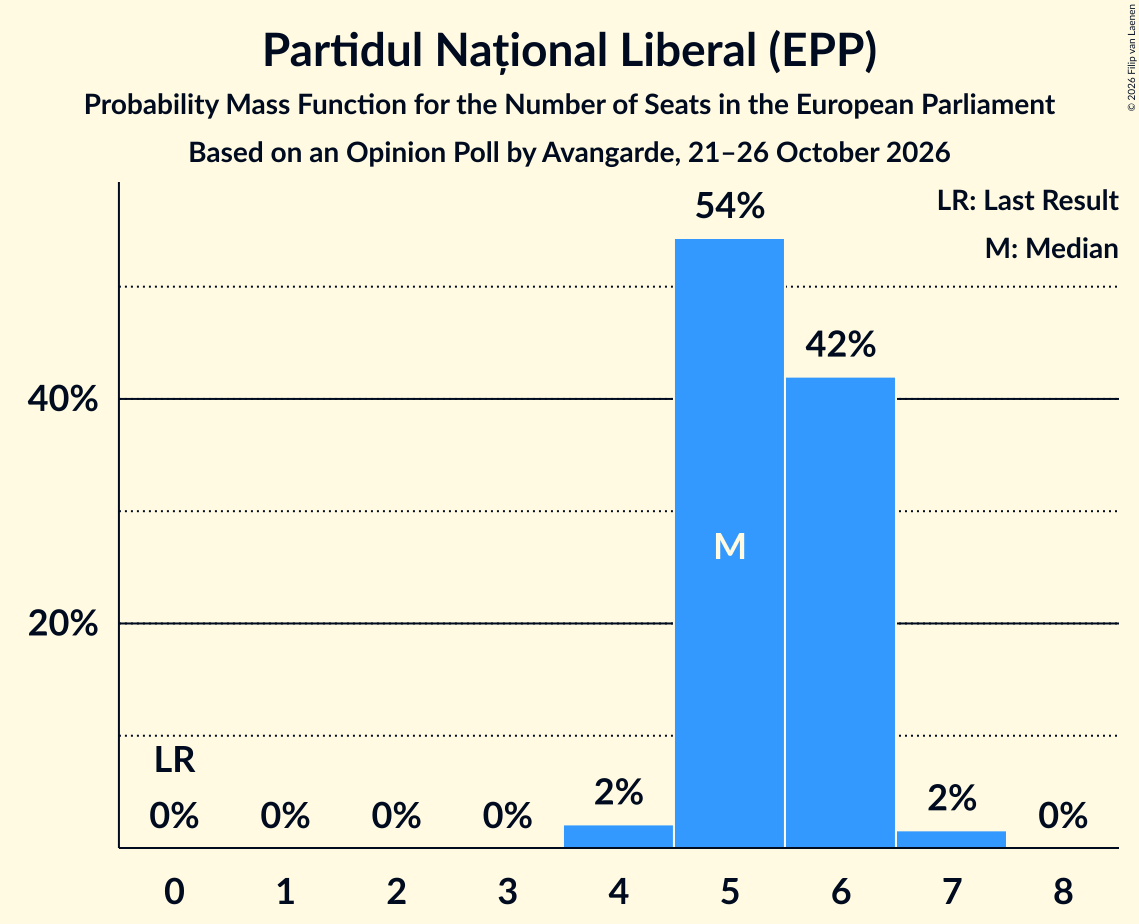 Partidul Național Liberal (EPP)
Probability Mass Function for the Number of Seats in the European Parliament
Based on an Opinion Poll by Avangarde, 21–26 October 2026
© 2026 Filip van Laenen
LR: Last Result
M: Median
54%
42%
40%
M
20%
LR
0%
0%
0%
0%
2%
2%
0%
0
1
2
3
4
5
6
7
8